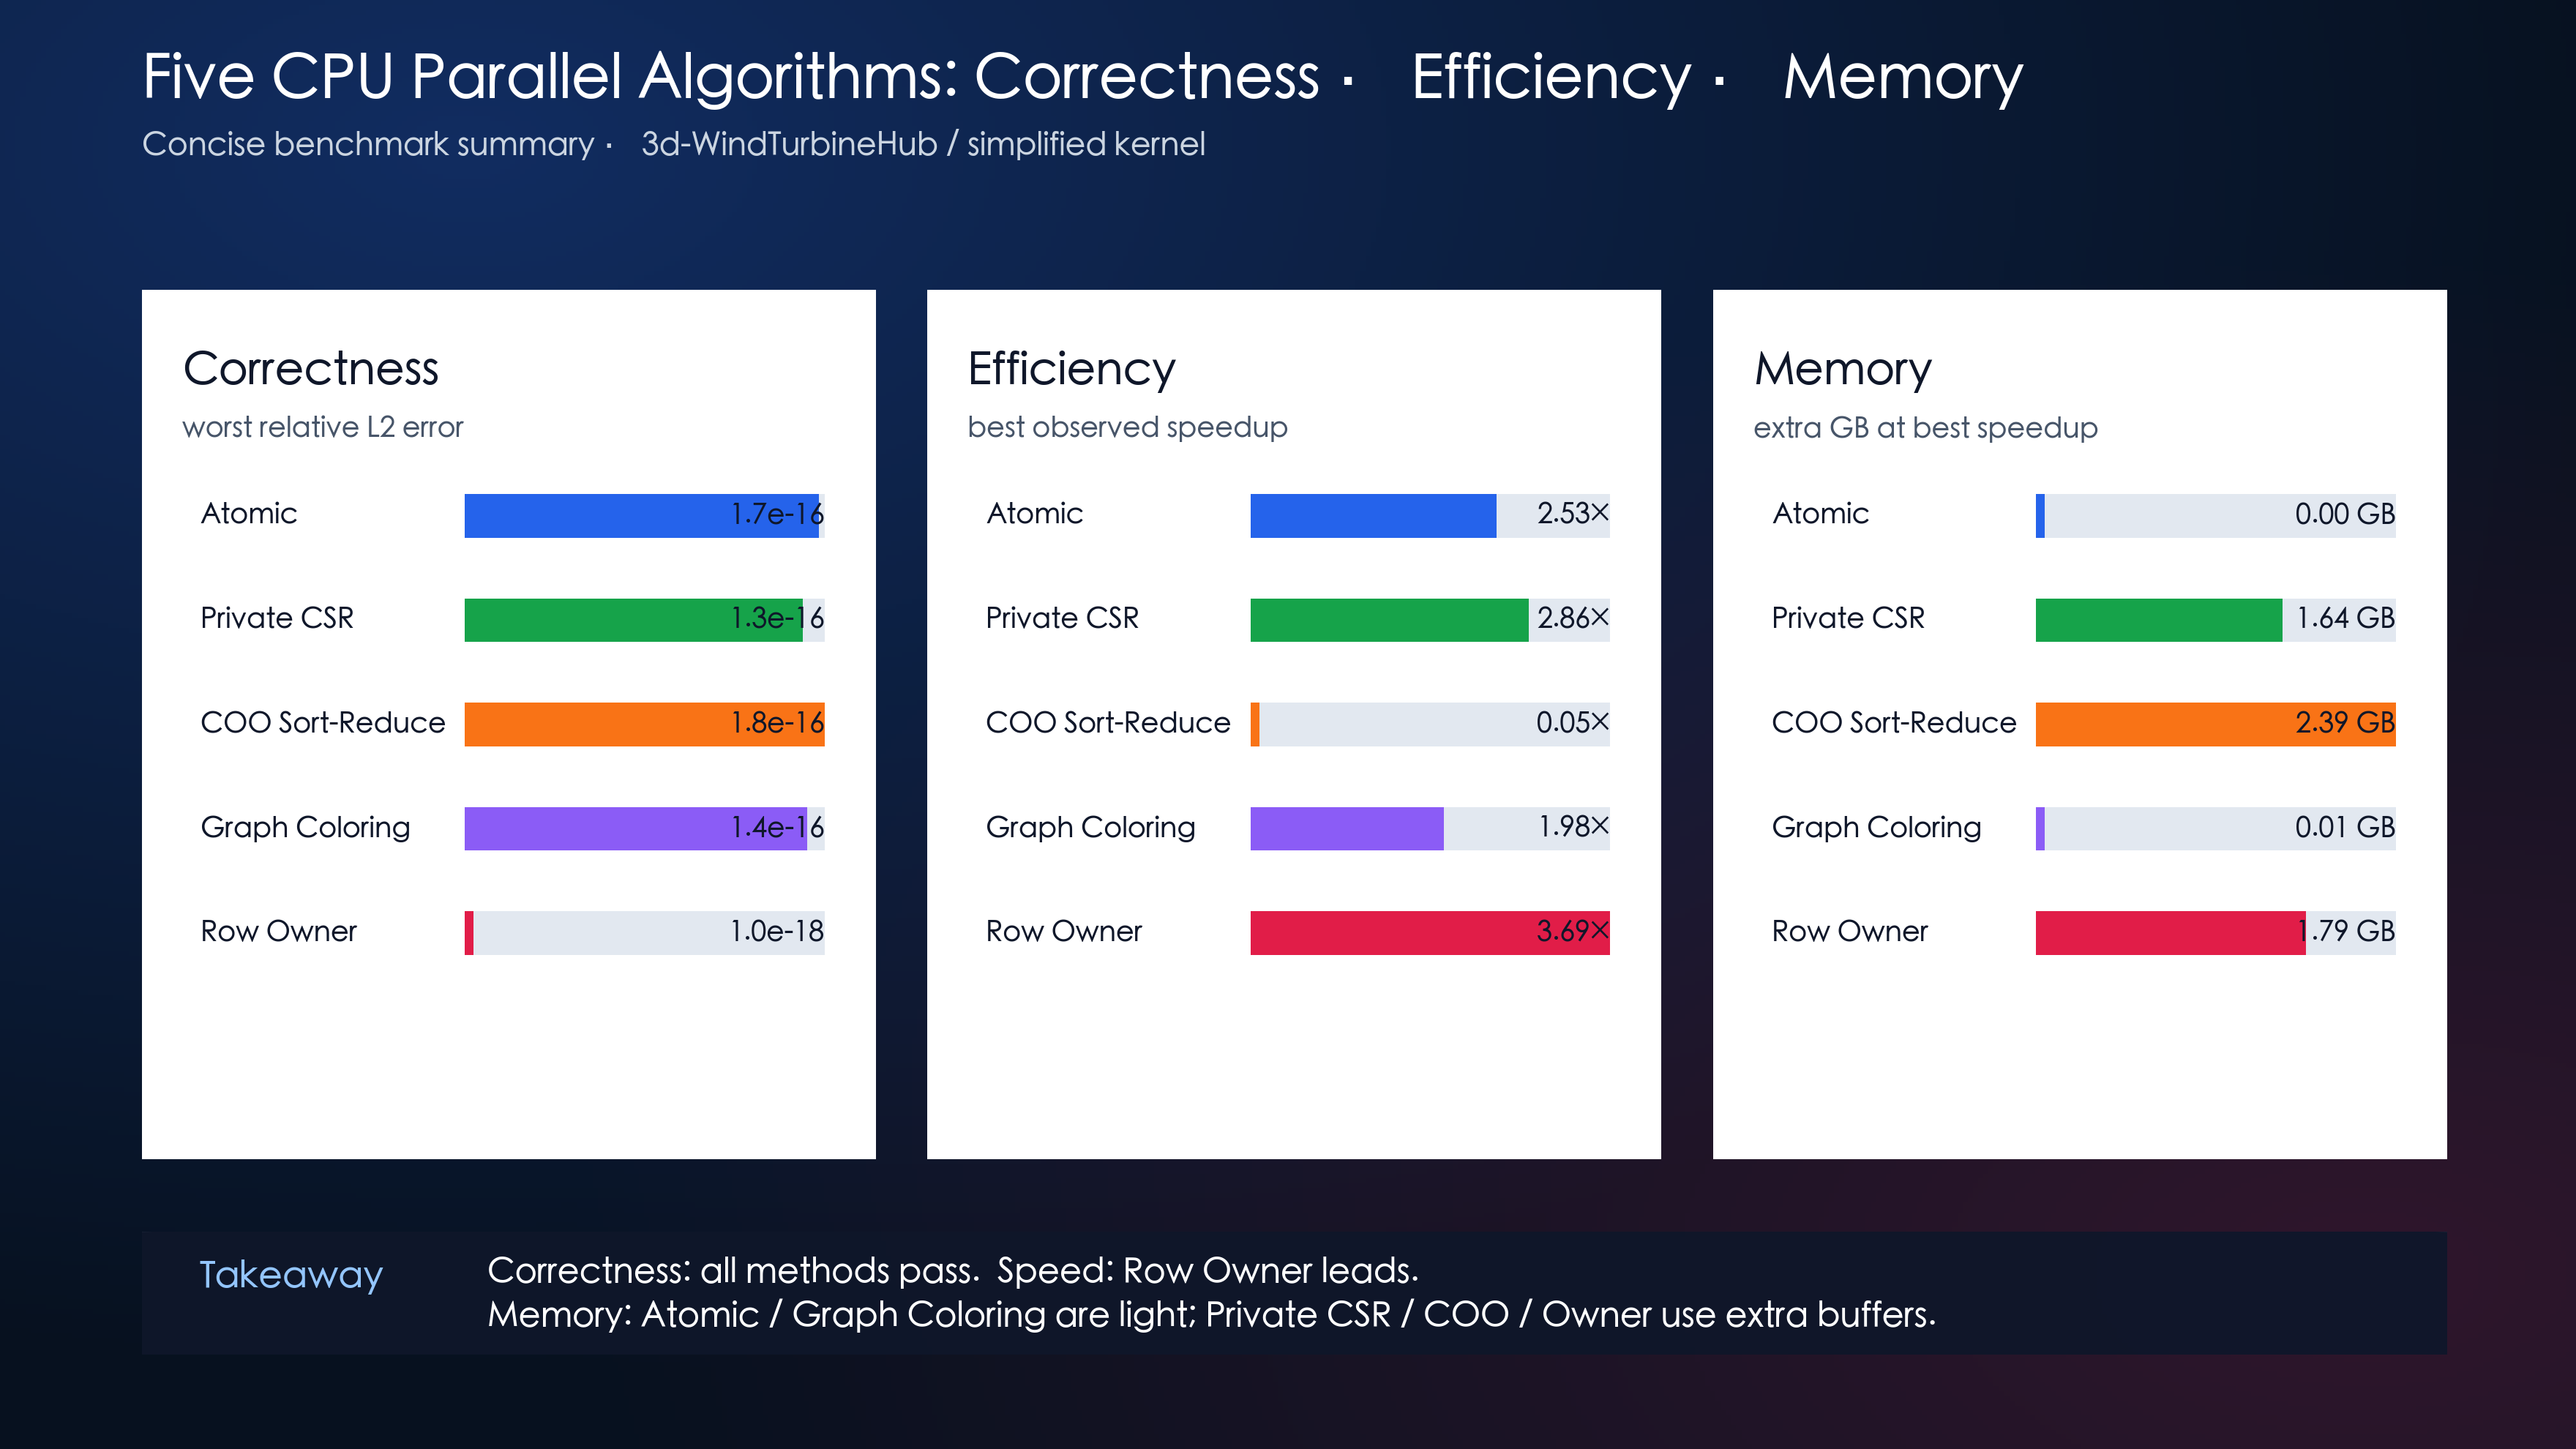 Five CPU Parallel Algorithms: Correctness · Efficiency · Memory
Concise benchmark summary · 3d-WindTurbineHub / simplified kernel
Correctness
worst relative L2 error
Atomic 1.7e-16
Private CSR 1.3e-16
COO Sort-Reduce 1.8e-16
Graph Coloring 1.4e-16
Row Owner 1.0e-18
Efficiency
best observed speedup
Atomic 2.53×
Private CSR 2.86×
COO Sort-Reduce 0.05×
Graph Coloring 1.98×
Row Owner 3.69×
Memory
extra GB at best speedup
Atomic 0.00 GB
Private CSR 1.64 GB
COO Sort-Reduce 2.39 GB
Graph Coloring 0.01 GB
Row Owner 1.79 GB
Takeaway
Correctness: all methods pass. Speed: Row Owner leads.
Memory: Atomic / Graph Coloring are light; Private CSR / COO / Owner use extra buffers.